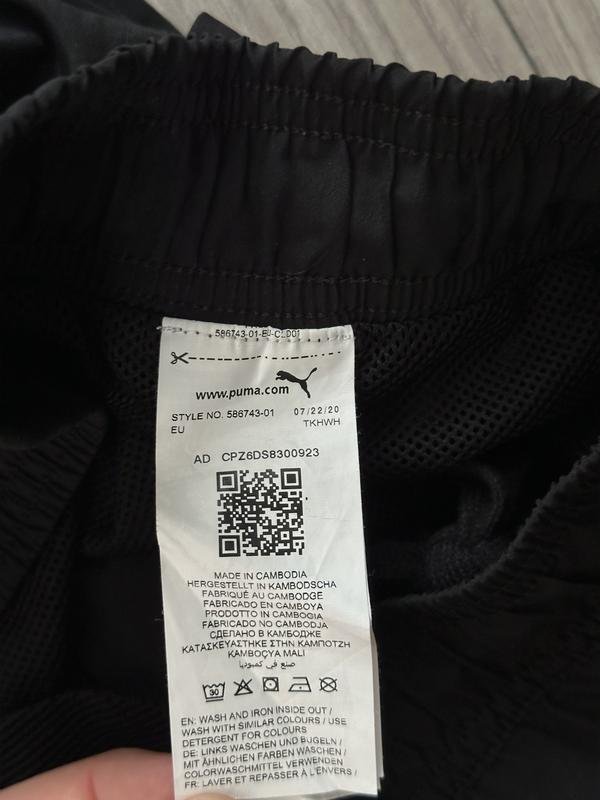 586743-01-EU-CLD01
www.puma.com
STYLE NO. 586743-01 07/22/20
EU TKHWH
AD CPZ6DS8300923
MADE IN CAMBODIA
HERGESTELLT IN KAMBODSCHA
FABRIQUÉ AU CAMBODGE
FABRICADO EN CAMBOYA
PRODOTTO IN CAMBOGIA
FABRICADO NO CAMBODJA
СДЕЛАНО В КАМБОДЖЕ
ΚΑΤΑΣΚΕΥΑΣΤΗΚΕ ΣΤΗΝ ΚΑΜΠΟΤΖΗ
KAMBOÇYA MALI
صنع في كمبوديا
30
EN: WASH AND IRON INSIDE OUT /
WASH WITH SIMILAR COLOURS / USE
DETERGENT FOR COLOURS
DE: LINKS WASCHEN UND BÜGELN /
MIT ÄHNLICHEN FARBEN WASCHEN /
COLORWASCHMITTEL VERWENDEN
FR: LAVER ET REPASSER À L'ENVERS /